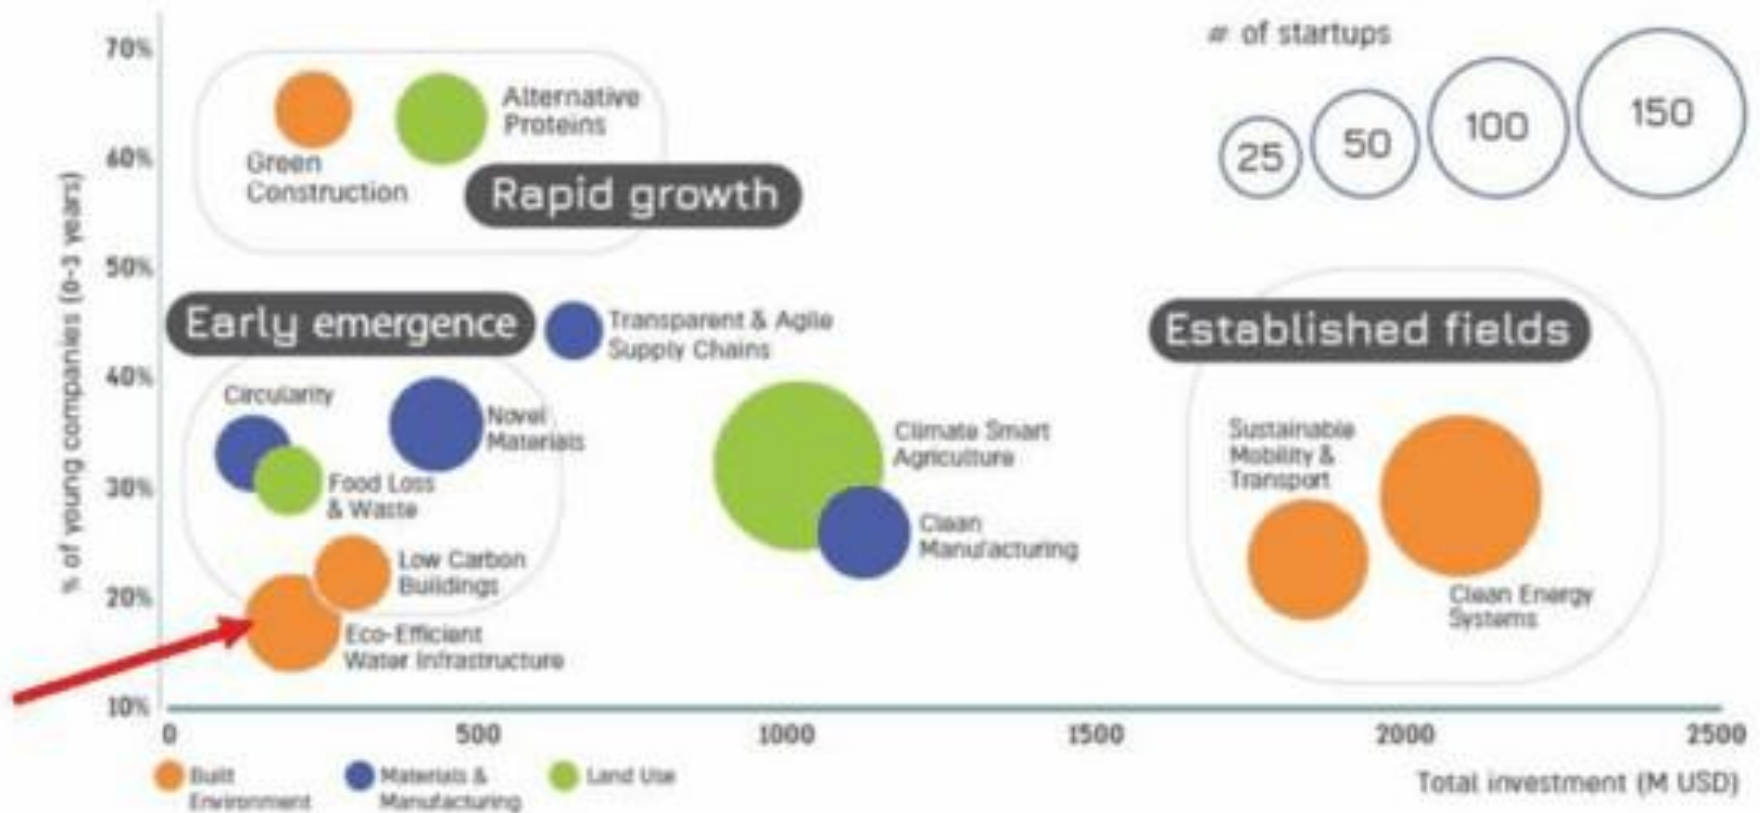 # of startups
25
50
100
150
70%
60%
50%
40%
30%
20%
10%
% of young companies (0-3 years)
Green
Construction
Alternative
Proteins
Rapid growth
Early emergence
Transparent & Agile
Supply Chains
Established fields
Circularity
Novel
Materials
Food Loss
& Waste
Low Carbon
Buildings
Eco-Efficient
Water Infrastructure
Climate Smart
Agriculture
Clean
Manufacturing
Sustainable
Mobility &
Transport
Clean Energy
Systems
0
500
1000
1500
2000
2500
Built
Environment
Materials &
Manufacturing
Land Use
Total investment (M USD)